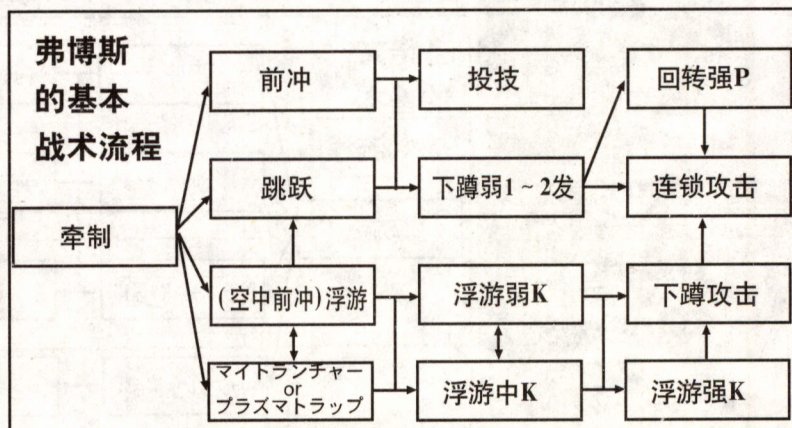 弗博斯
的基本
战术流程
牵制
前冲
投技
回转强P
跳跃
下蹲弱1~2发
连锁攻击
(空中前冲)浮游
浮游弱K
下蹲攻击
マイトランチャー
or
プラズマトラップ
浮游中K
浮游强K